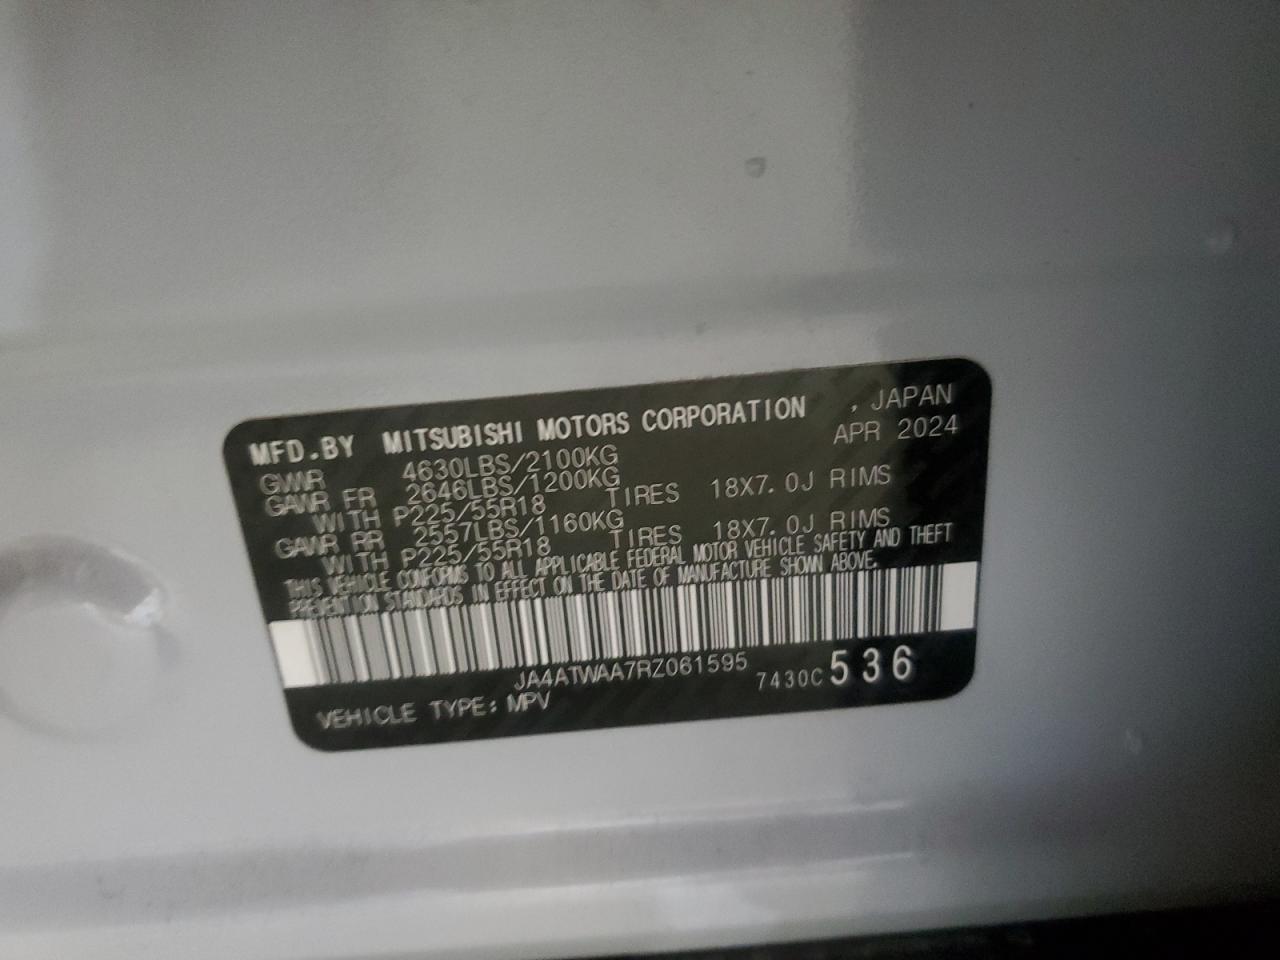 MFD.BY MITSUBISHI MOTORS CORPORATION , JAPAN
APR 2024
GVWR 4630LBS/2100KG
GAWR FR 2646LBS/1200KG
WITH P225/55R18 TIRES 18X7.0J RIMS
GAWR RR 2557LBS/1160KG
WITH P225/55R18 TIRES 18X7.0J RIMS
THIS VEHICLE CONFORMS TO ALL APPLICABLE FEDERAL MOTOR VEHICLE SAFETY AND THEFT
PREVENTION STANDARDS IN EFFECT ON THE DATE OF MANUFACTURE SHOWN ABOVE.
JA4ATWAA7RZ061595
7430C 536
VEHICLE TYPE: MPV